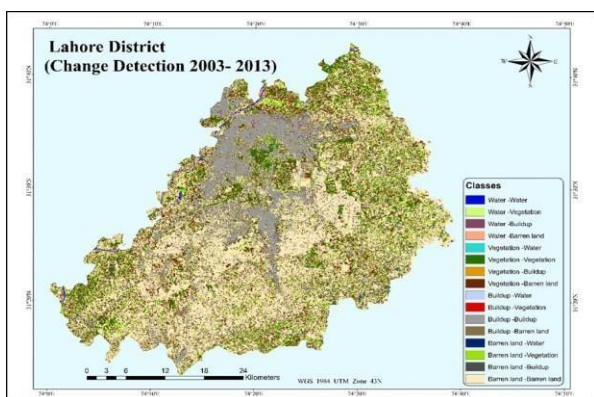 Lahore District
(Change Detection 2003- 2013)
N
W
E
S
Classes
Water -Water
Water -Vegetation
Water -Buildup
Water -Barren land
Vegetation -Water
Vegetation -Vegetation
Vegetation -Buildup
Vegetation -Barren land
Buildup -Water
Buildup -Vegetation
Buildup -Buildup
Buildup -Barren land
Barren land -Water
Barren land -Vegetation
Barren land -Buildup
Barren land -Barren land
0 3 6 12 18 24
Kilometers
WGS 1984 UTM Zone 43N